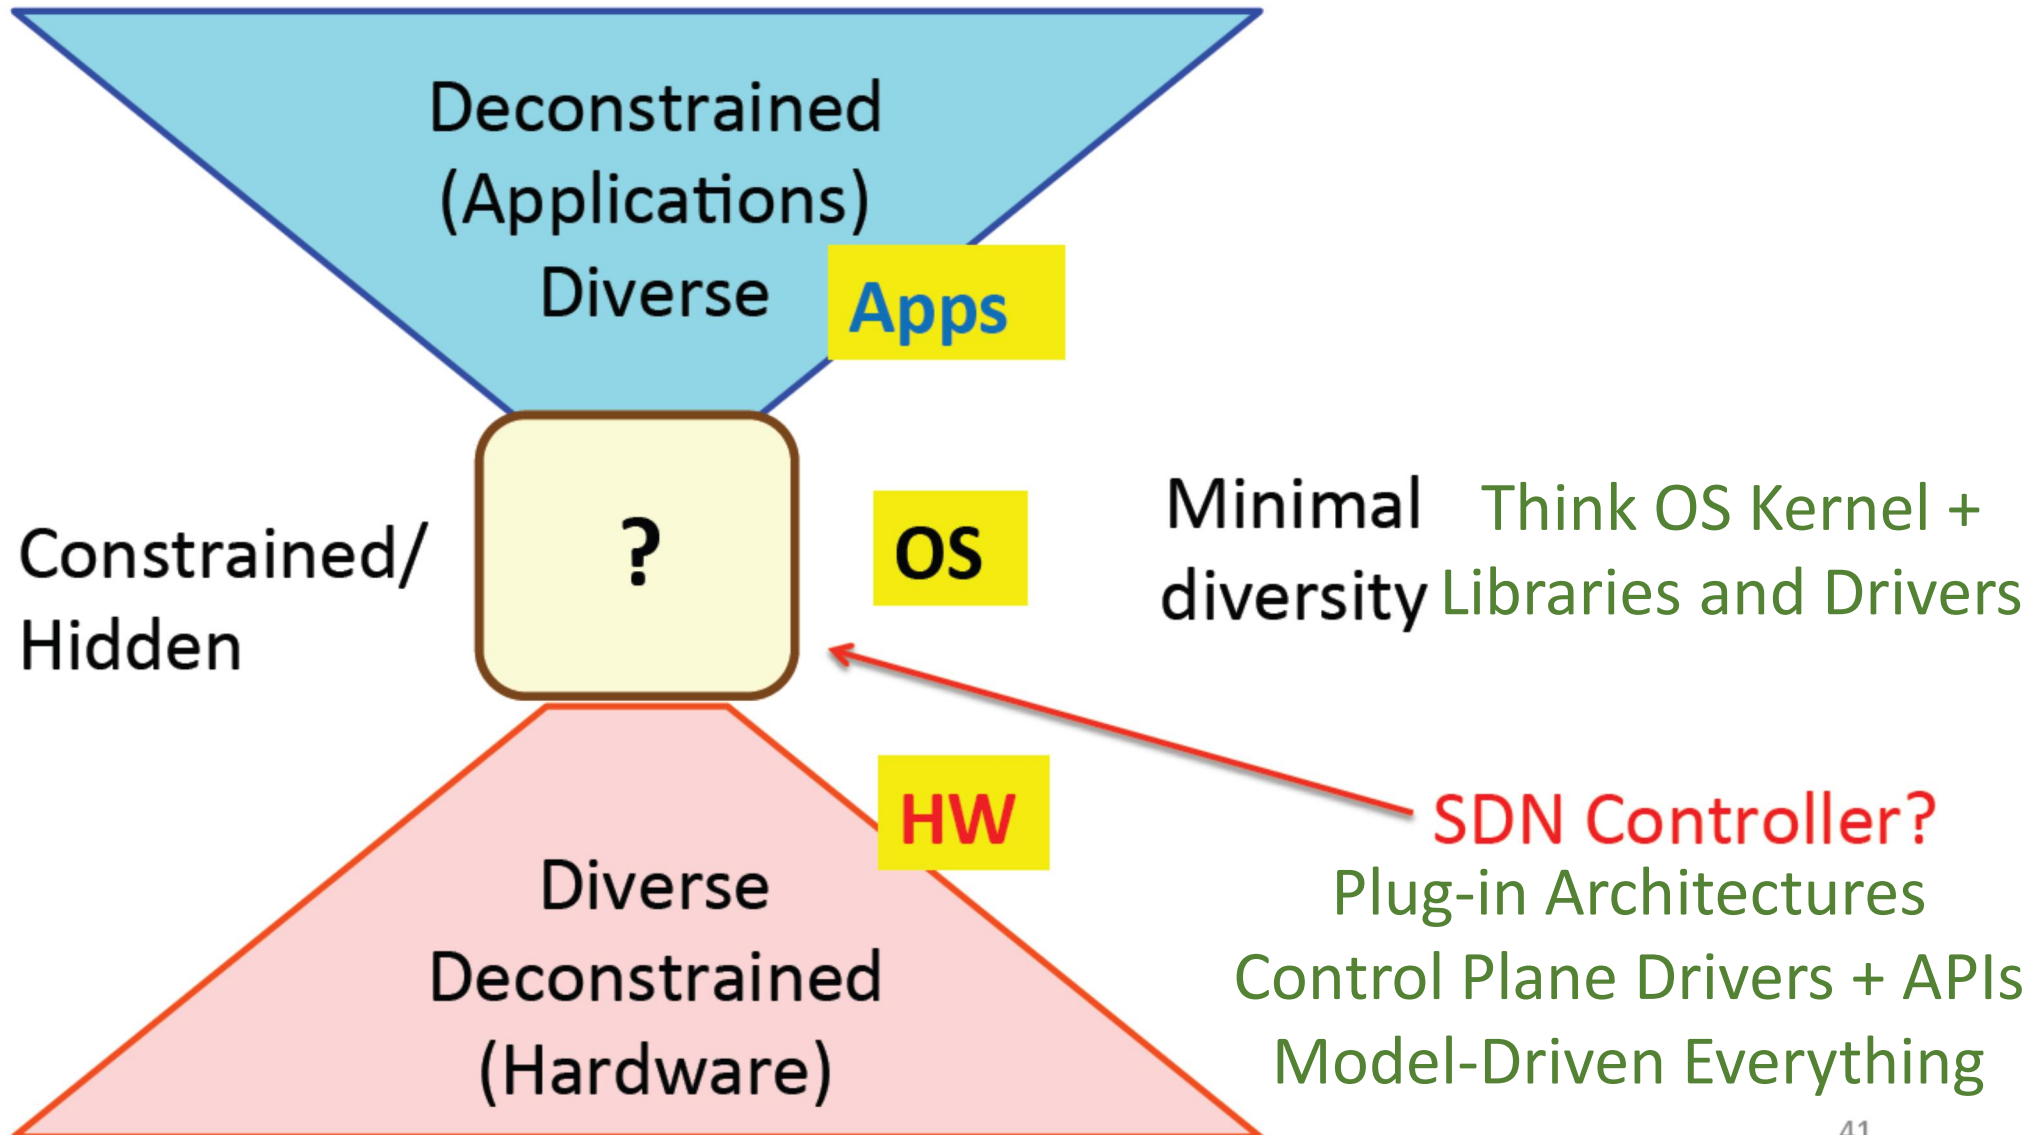 Deconstrained
(Applications)
Diverse
Apps
Constrained/
Hidden
?
OS
Minimal
diversity
Think OS Kernel +
Libraries and Drivers
HW
Diverse
Deconstrained
(Hardware)
SDN Controller?
Plug-in Architectures
Control Plane Drivers + APIs
Model-Driven Everything
41